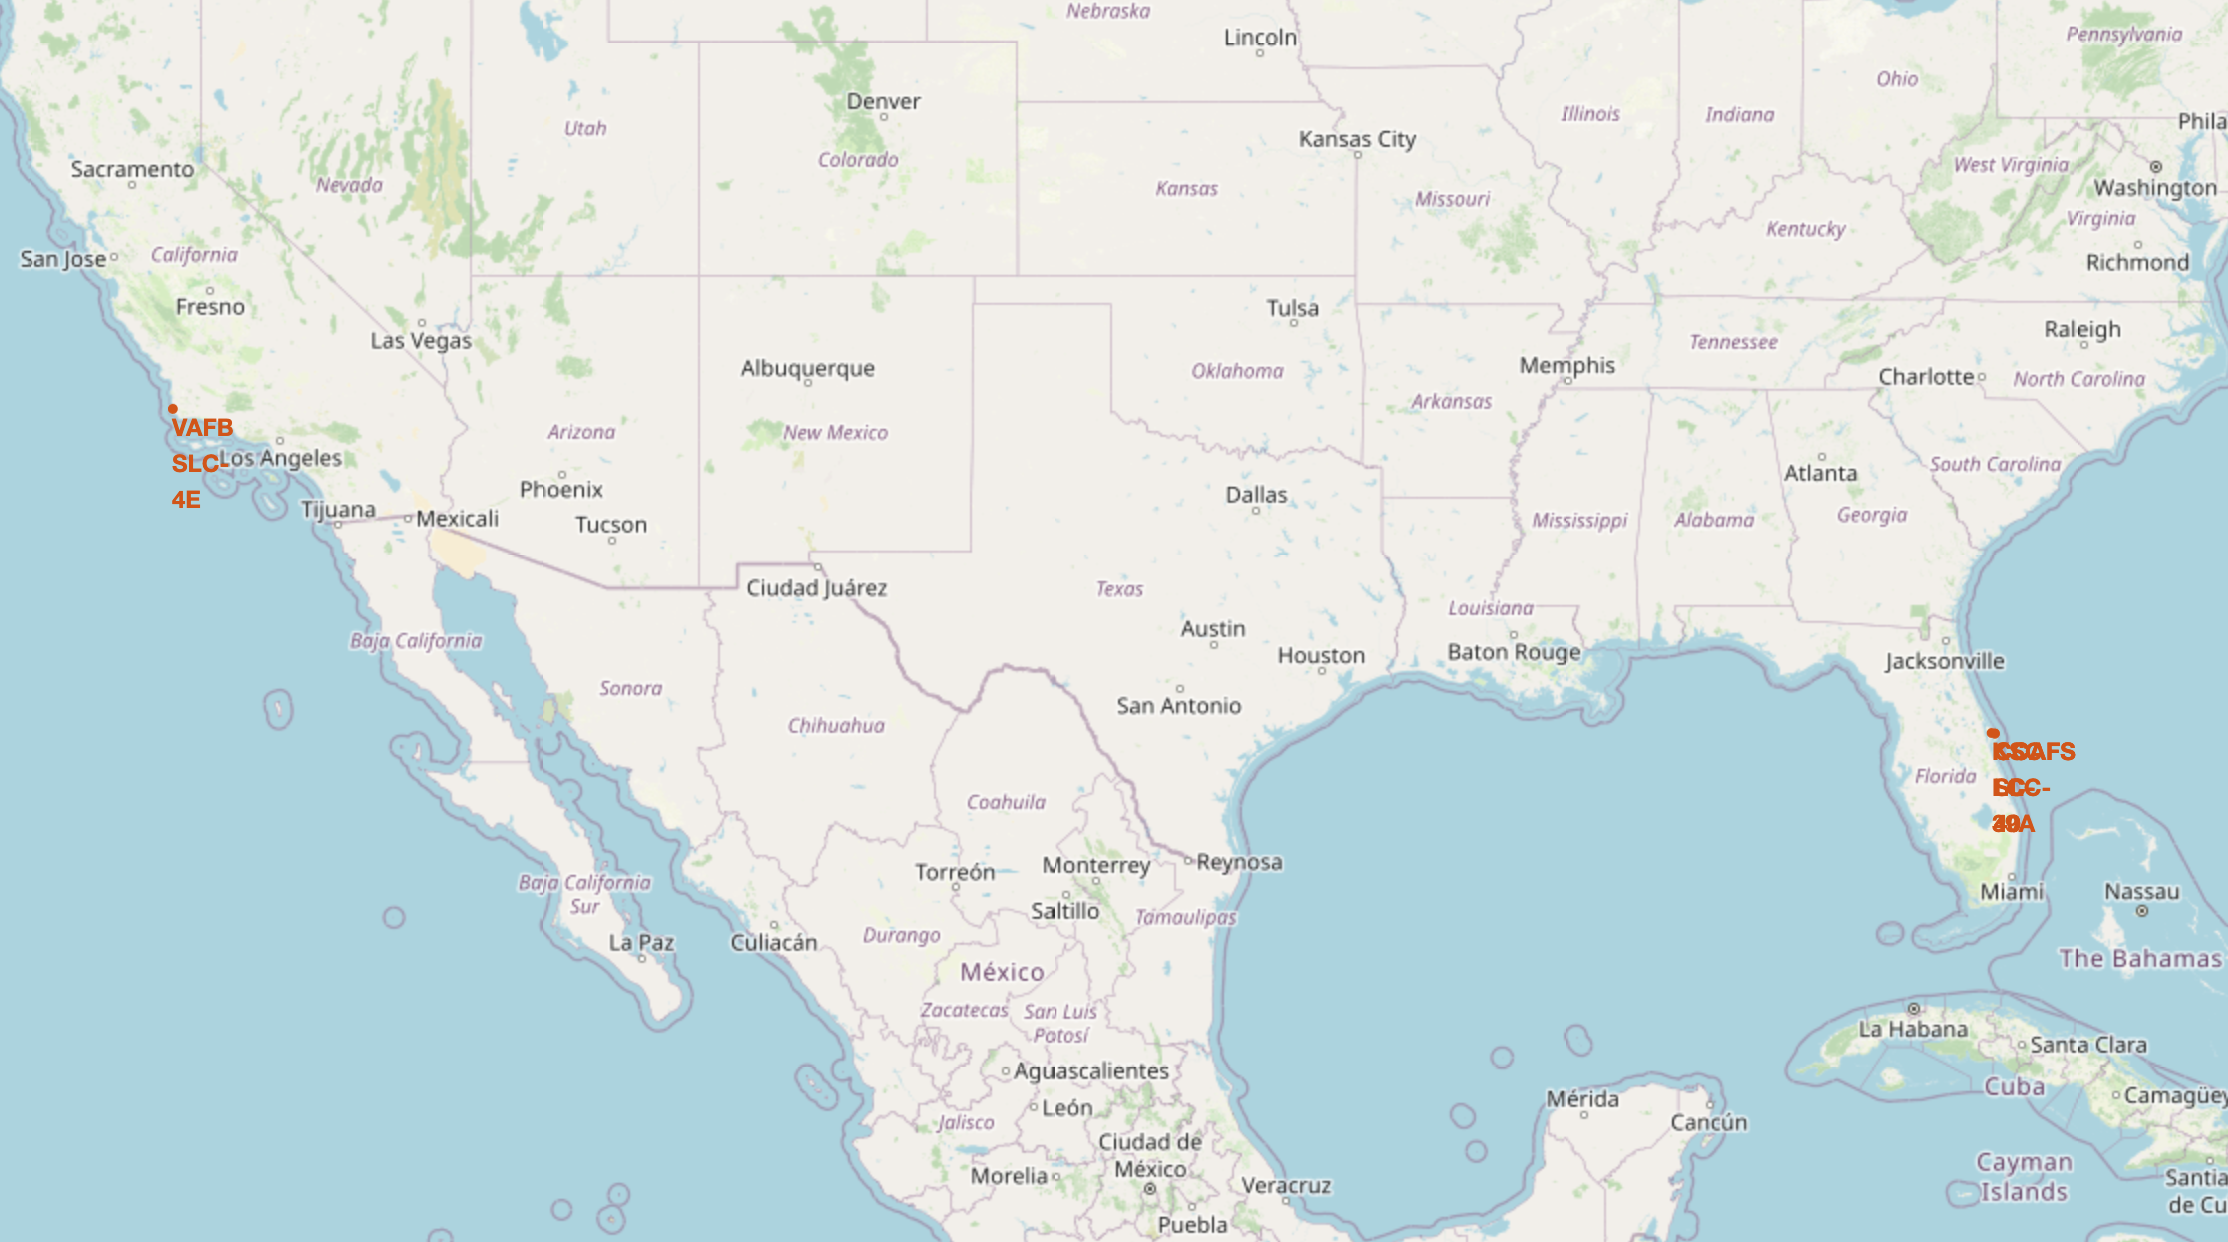 Nebraska
Lincoln
Pennsylvania
Ohio
Denver
Illinois
Indiana
Utah
Phila
Kansas City
Colorado
Sacramento
West Virginia
Nevada
Kansas
Washington
Missouri
Virginia
Kentucky
San Jose
California
Richmond
Fresno
Tulsa
Las Vegas
Raleigh
Tennessee
Albuquerque
Oklahoma
Memphis
Charlotte
North Carolina
Arkansas
VAFB
SLC-
4E
Arizona
New Mexico
Los Angeles
South Carolina
Atlanta
Phoenix
Dallas
Tijuana
Mexicali
Tucson
Mississippi
Alabama
Georgia
Ciudad Juárez
Texas
Louisiana
Austin
Baja California
Houston
Baton Rouge
Jacksonville
Sonora
San Antonio
Chihuahua
Florida
Coahuila
Torreón
Monterrey
Reynosa
Baja California
Sur
Miami
Nassau
Saltillo
Tamaulipas
La Paz
Culiacán
Durango
The Bahamas
México
Zacatecas
San Luis
Potosí
La Habana
Santa Clara
Aguascalientes
Cuba
Camagüey
León
Mérida
Jalisco
Cancún
Ciudad de
México
Morelia
Cayman
Islands
Veracruz
Santia
de Cu
Puebla